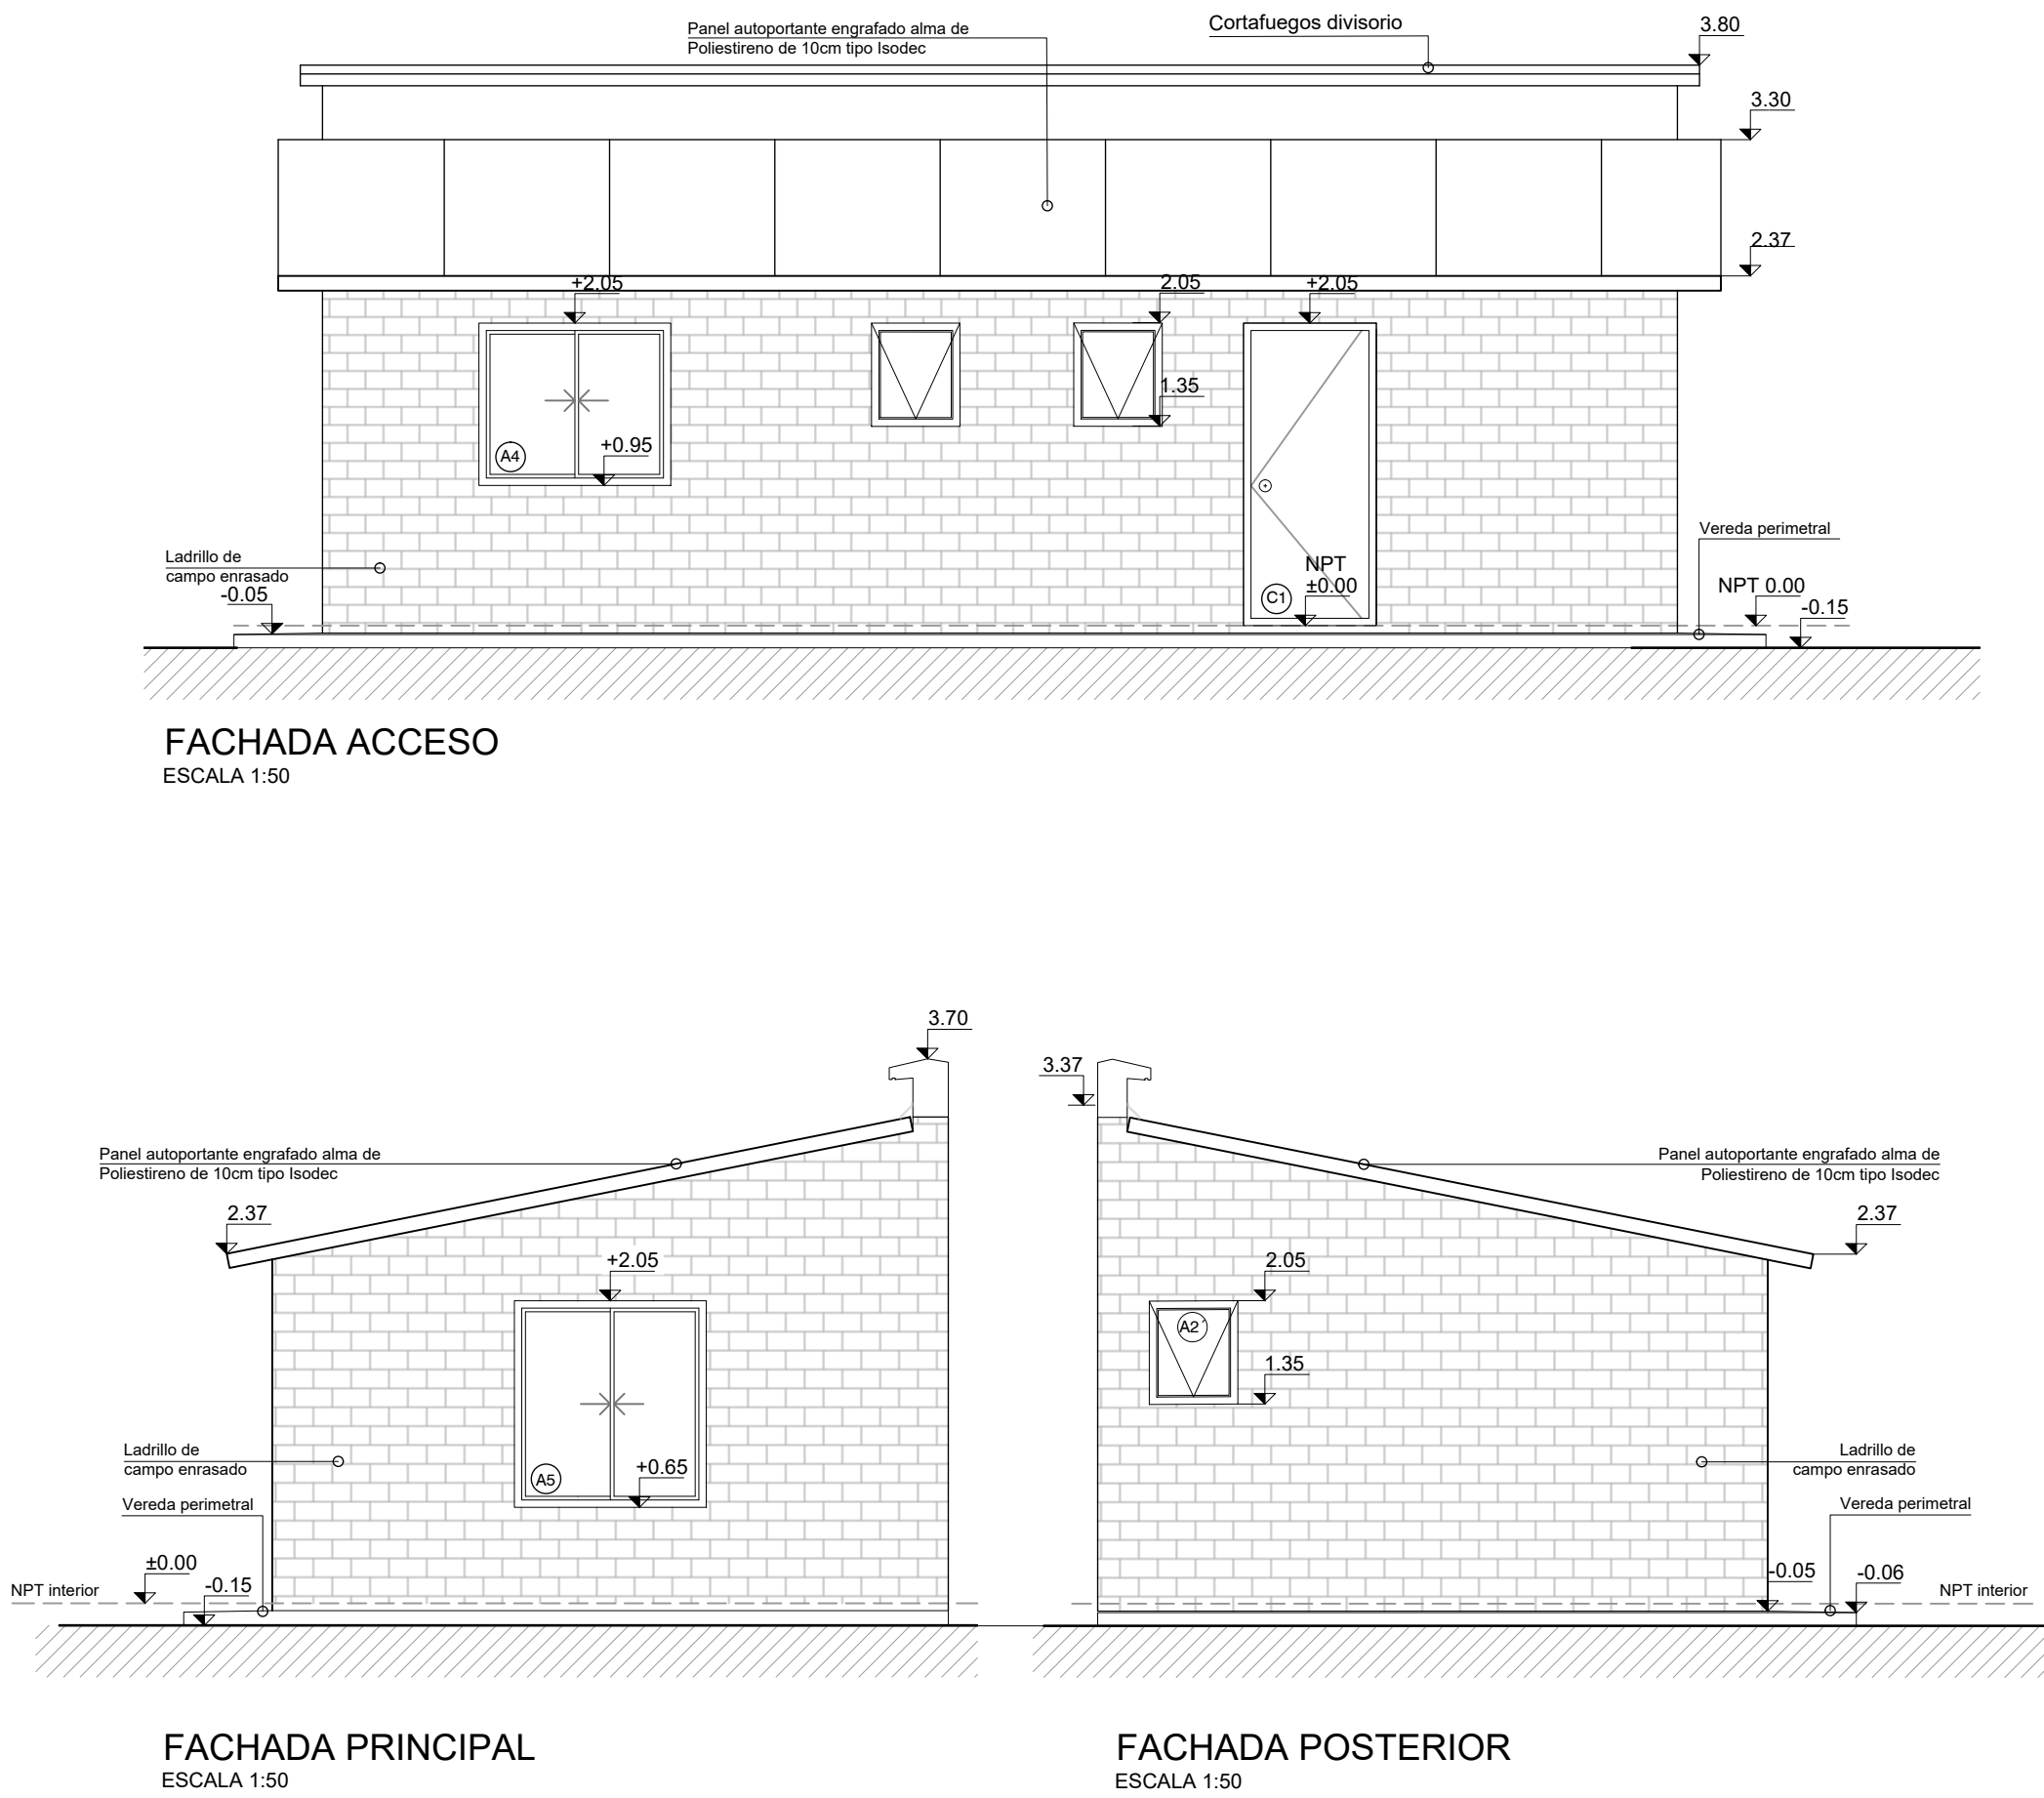 Panel autoportante engrafado alma de
Poliestireno de 10cm tipo Isodec
Cortafuegos divisorio
3.80
3.30
2.37
+2.05
2.05
+2.05
1.35
+0.95
A4
Ladrillo de
campo enrasado
-0.05
NPT
±0.00
C1
Vereda perimetral
NPT 0.00
-0.15
FACHADA ACCESO
ESCALA 1:50
3.70
Panel autoportante engrafado alma de
Poliestireno de 10cm tipo Isodec
2.37
+2.05
+0.65
A5
Ladrillo de
campo enrasado
Vereda perimetral
±0.00
-0.15
NPT interior
FACHADA PRINCIPAL
ESCALA 1:50
3.37
Panel autoportante engrafado alma de
Poliestireno de 10cm tipo Isodec
2.37
2.05
A2´
1.35
Ladrillo de
campo enrasado
Vereda perimetral
-0.05
-0.06
NPT interior
FACHADA POSTERIOR
ESCALA 1:50